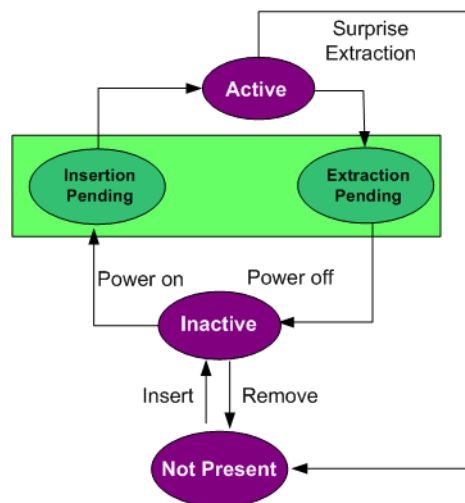 Surprise
Extraction
Active
Insertion
Pending
Extraction
Pending
Power on
Power off
Inactive
Insert
Remove
Not Present